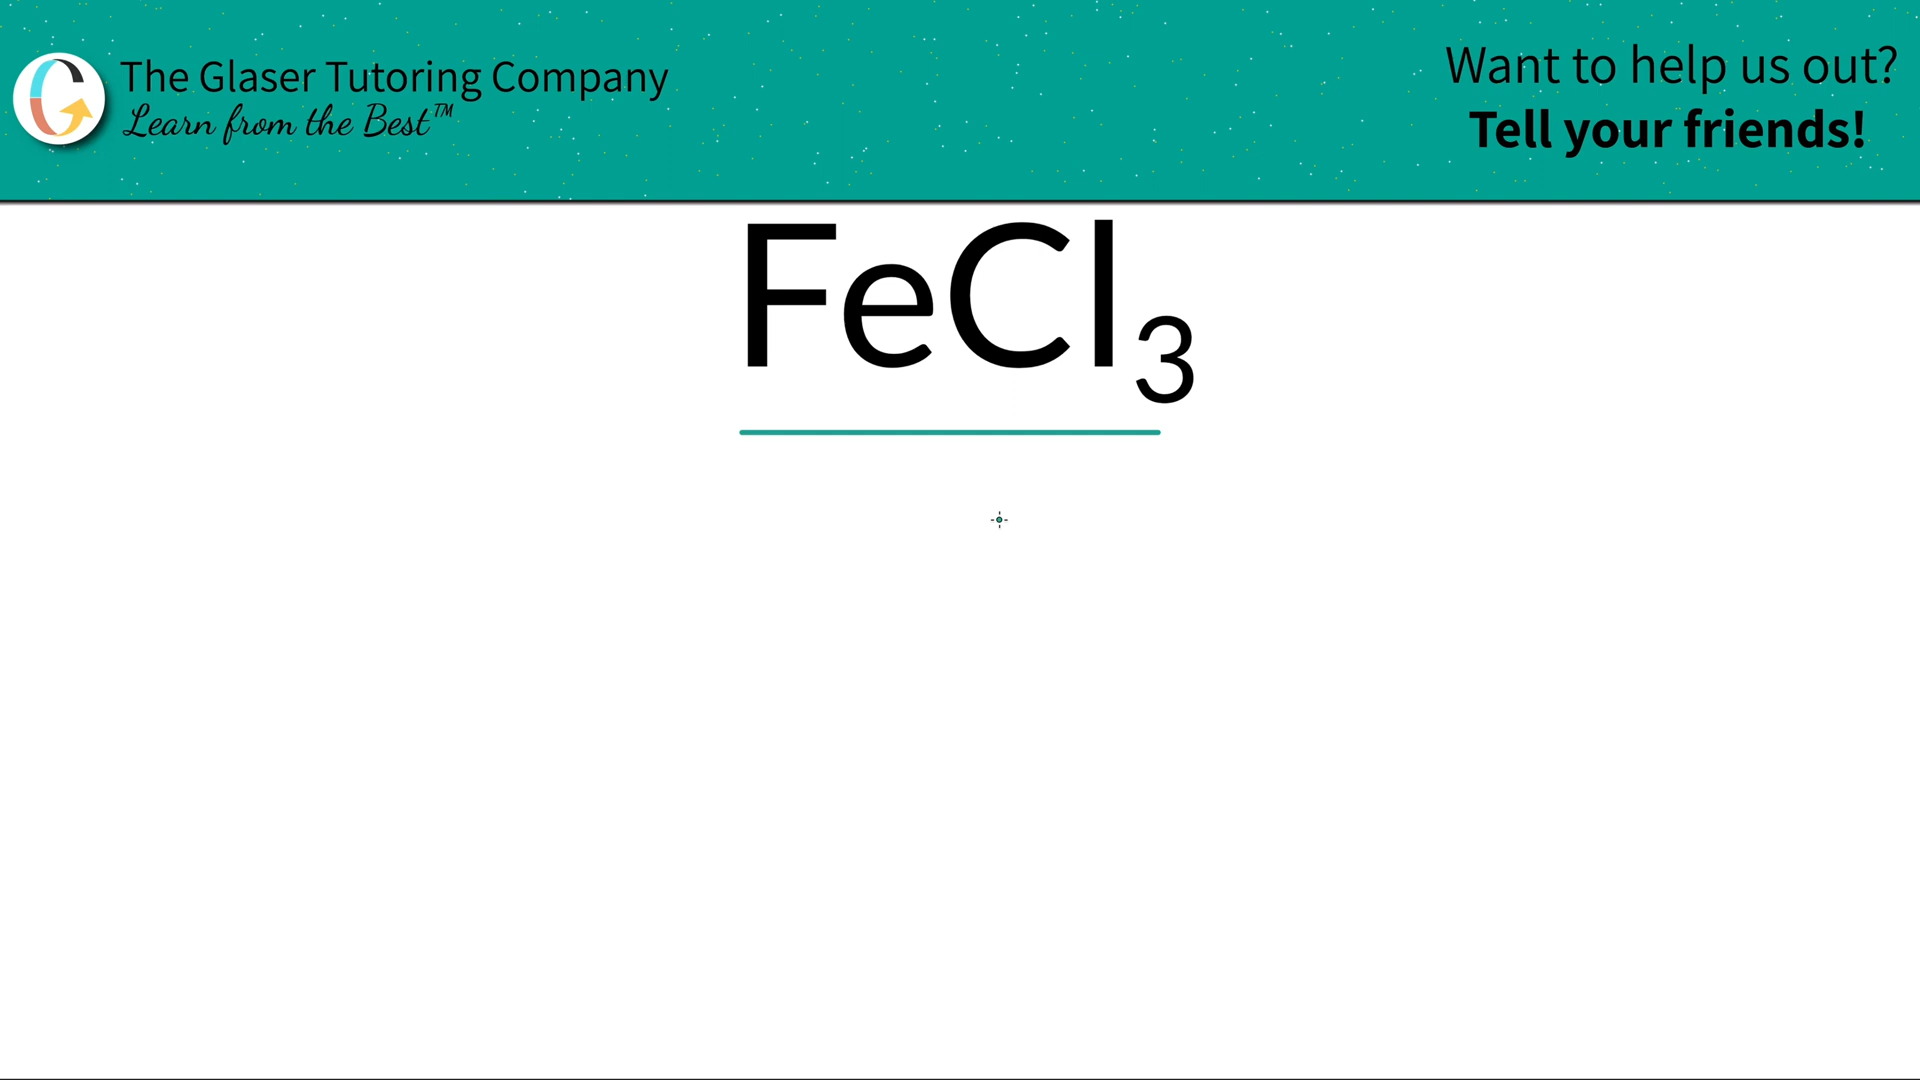 The Glaser Tutoring Company
Learn from the Best™
Want to help us out?
Tell your friends!
FeCl₃